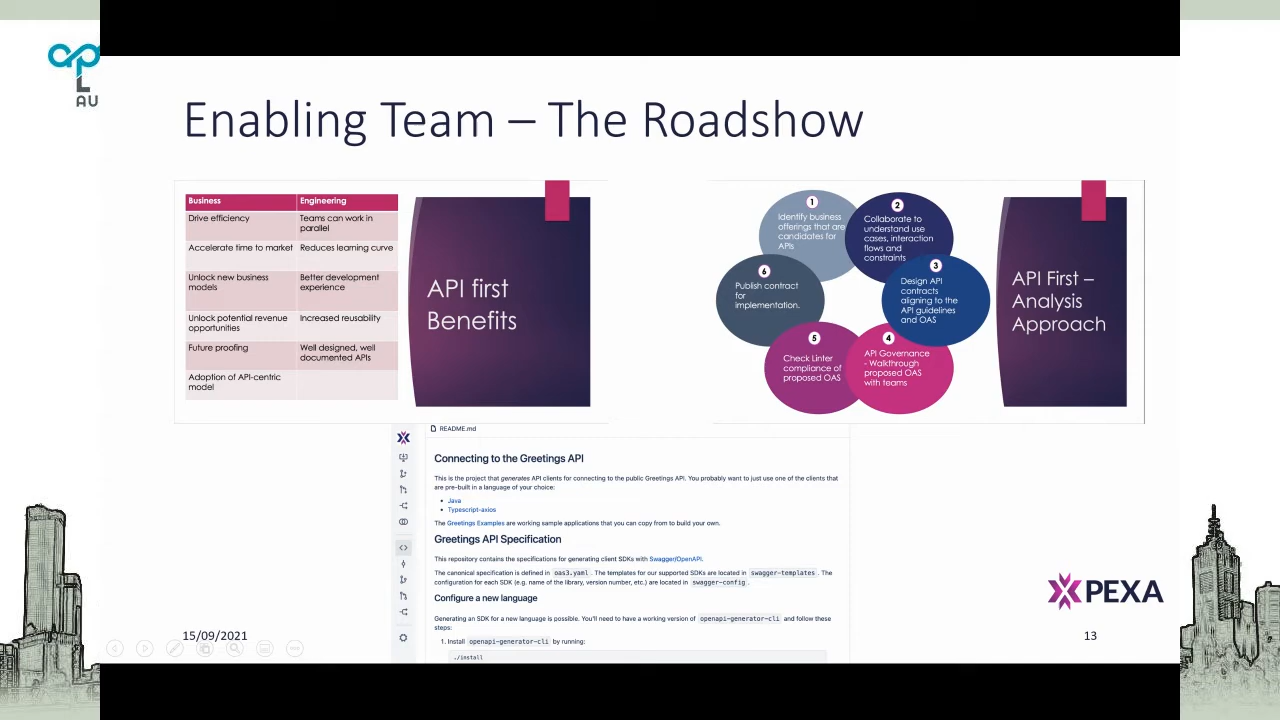 L
AU
Enabling Team – The Roadshow
Business Engineering
Drive efficiency Teams can work in
parallel
Accelerate time to market Reduces learning curve
Unlock new business Better development
models experience
Unlock potential revenue Increased reusability
opportunities
Future proofing Well designed, well
documented APIs
Adoption of API-centric
model
API first
Benefits
1
Identify business
offerings that are
candidates for
APIs
2
Collaborate to
understand use
cases, interaction
flows and
constraints
3
Design API
contracts
aligning to the
API guidelines
and OAS
4
API Governance
- Walkthrough
proposed OAS
with teams
5
Check Linter
compliance of
proposed OAS
6
Publish contract
for
implementation.
API First –
Analysis
Approach
README.md
Connecting to the Greetings API
This is the project that generates API clients for connecting to the public Greetings API. You probably want to just use one of the clients that
are pre-built in a language of your choice:
• Java
• Typescript-axios
The Greetings Examples are working sample applications that you can copy from to build your own.
Greetings API Specification
This repository contains the specifications for generating client SDKs with Swagger/OpenAPI.
The canonical specification is defined in oas3.yaml . The templates for our supported SDKs are located in swagger-templates . The
configuration for each SDK (e.g. name of the library, version number, etc.) are located in swagger-config .
Configure a new language
Generating an SDK for a new language is possible. You'll need to have a working version of openapi-generator-cli and follow these
steps:
1. Install openapi-generator-cli by running:
./install
PEXA
15/09/2021
13